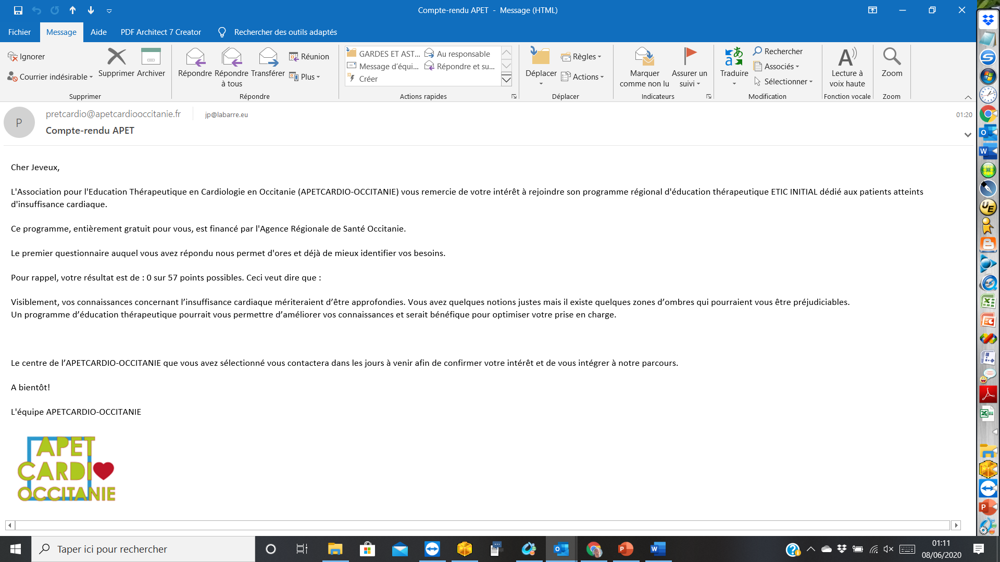 Compte-rendu APET - Message (HTML)
Fichier
Message
Aide
PDF Architect 7 Creator
Rechercher des outils adaptés
Ignorer
Courrier indésirable
Supprimer
Archiver
Supprimer
Répondre
Répondre
à tous
Transférer
Réunion
Plus
Répondre
GARDES ET AST...
Au responsable
Message d'équi...
Répondre et su...
Créer
Actions rapides
Déplacer
Règles
Actions
Déplacer
Marquer
comme non lu
Assurer un
suivi
Indicateurs
Traduire
Rechercher
Associés
Sélectionner
Modification
Lecture à
voix haute
Fonction vocale
Zoom
Zoom
P
pretcardio@apetcardiooccitanie.fr
jp@labarre.eu
01:20
Compte-rendu APET
Cher Jeveux,
L'Association pour l'Education Thérapeutique en Cardiologie en Occitanie (APETCARDIO-OCCITANIE) vous remercie de votre intérêt à rejoindre son programme régional d'éducation thérapeutique ETIC INITIAL dédié aux patients atteints
d'insuffisance cardiaque.
Ce programme, entièrement gratuit pour vous, est financé par l'Agence Régionale de Santé Occitanie.
Le premier questionnaire auquel vous avez répondu nous permet d'ores et déjà de mieux identifier vos besoins.
Pour rappel, votre résultat est de : 0 sur 57 points possibles. Ceci veut dire que :
Visiblement, vos connaissances concernant l’insuffisance cardiaque mériteraient d’être approfondies. Vous avez quelques notions justes mais il existe quelques zones d’ombres qui pourraient vous être préjudiciables.
Un programme d’éducation thérapeutique pourrait vous permettre d’améliorer vos connaissances et serait bénéfique pour optimiser votre prise en charge.
Le centre de l’APETCARDIO-OCCITANIE que vous avez sélectionné vous contactera dans les jours à venir afin de confirmer votre intérêt et de vous intégrer à notre parcours.
A bientôt!
L'équipe APETCARDIO-OCCITANIE
APET
CARDI
OCCITANIE
Taper ici pour rechercher
01:11
08/06/2020